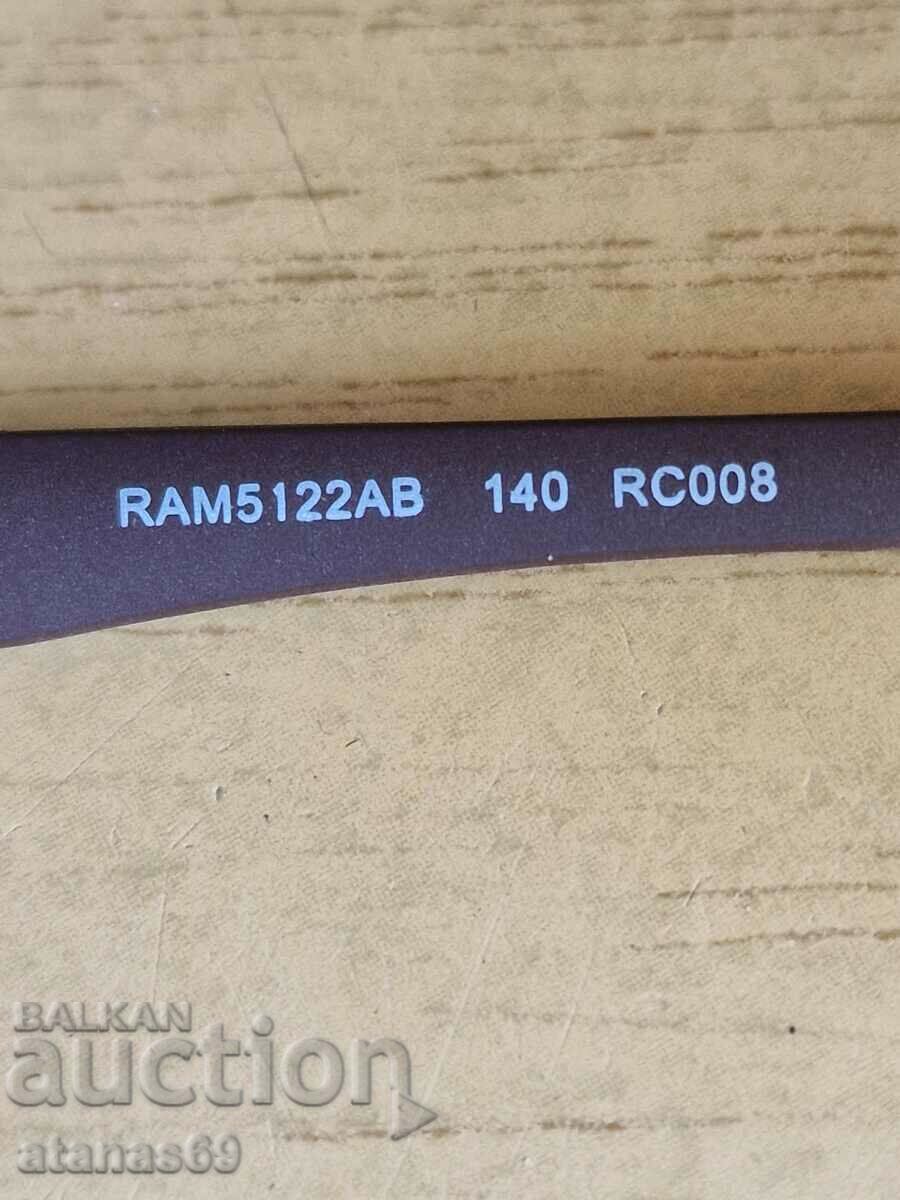 RAM5122AB 140 RC008
BALKAN
auction
atanas69